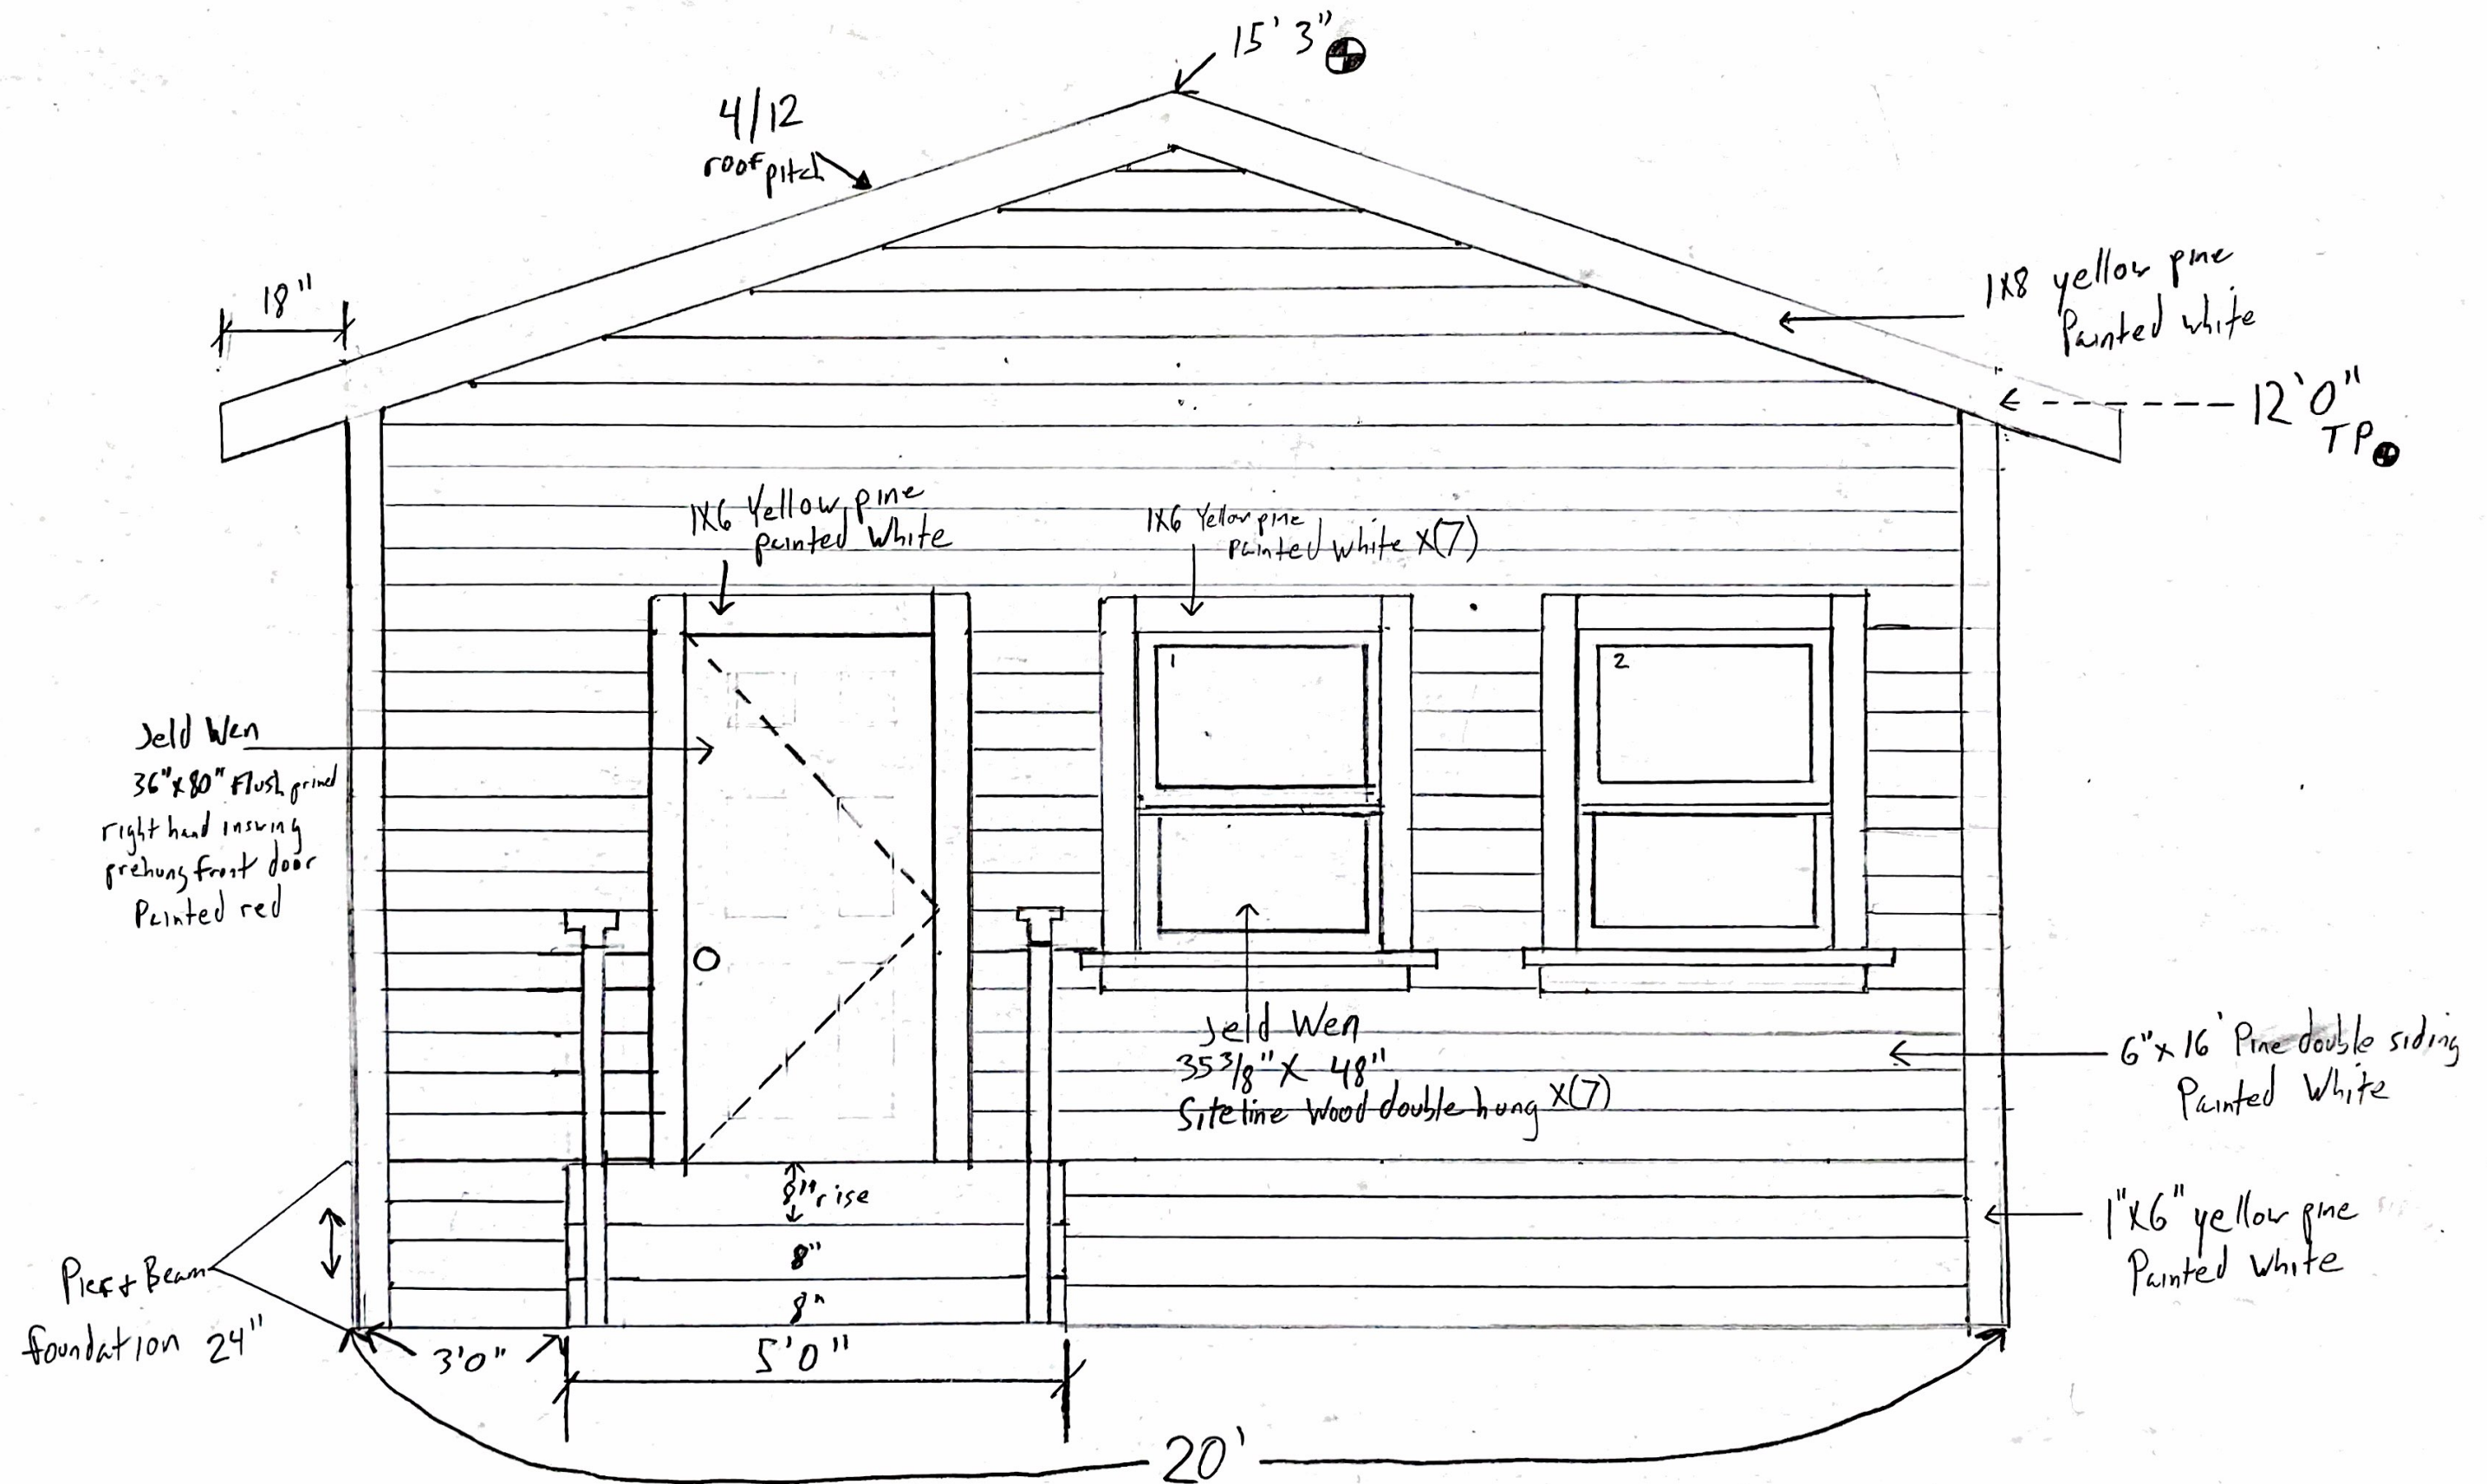 15' 3"
4/12
roof pitch
18"
1X8 yellow pine
Painted white
12'0"
TP
1X6 Yellow pine
painted White
1X6 Yellow pine
painted white X(7)
1
2
Jeld Wen
36"x80" Flush primed
right hand inswing
prehung front door
Painted red
Jeld Wen
35 3/8" X 48"
Siteline Wood double hung X(7)
6"x16' Pine double siding
Painted White
8" rise
8"
8"
1"X6" yellow pine
Painted White
Pier + Beam
foundation 24"
3'0"
5'0"
20'